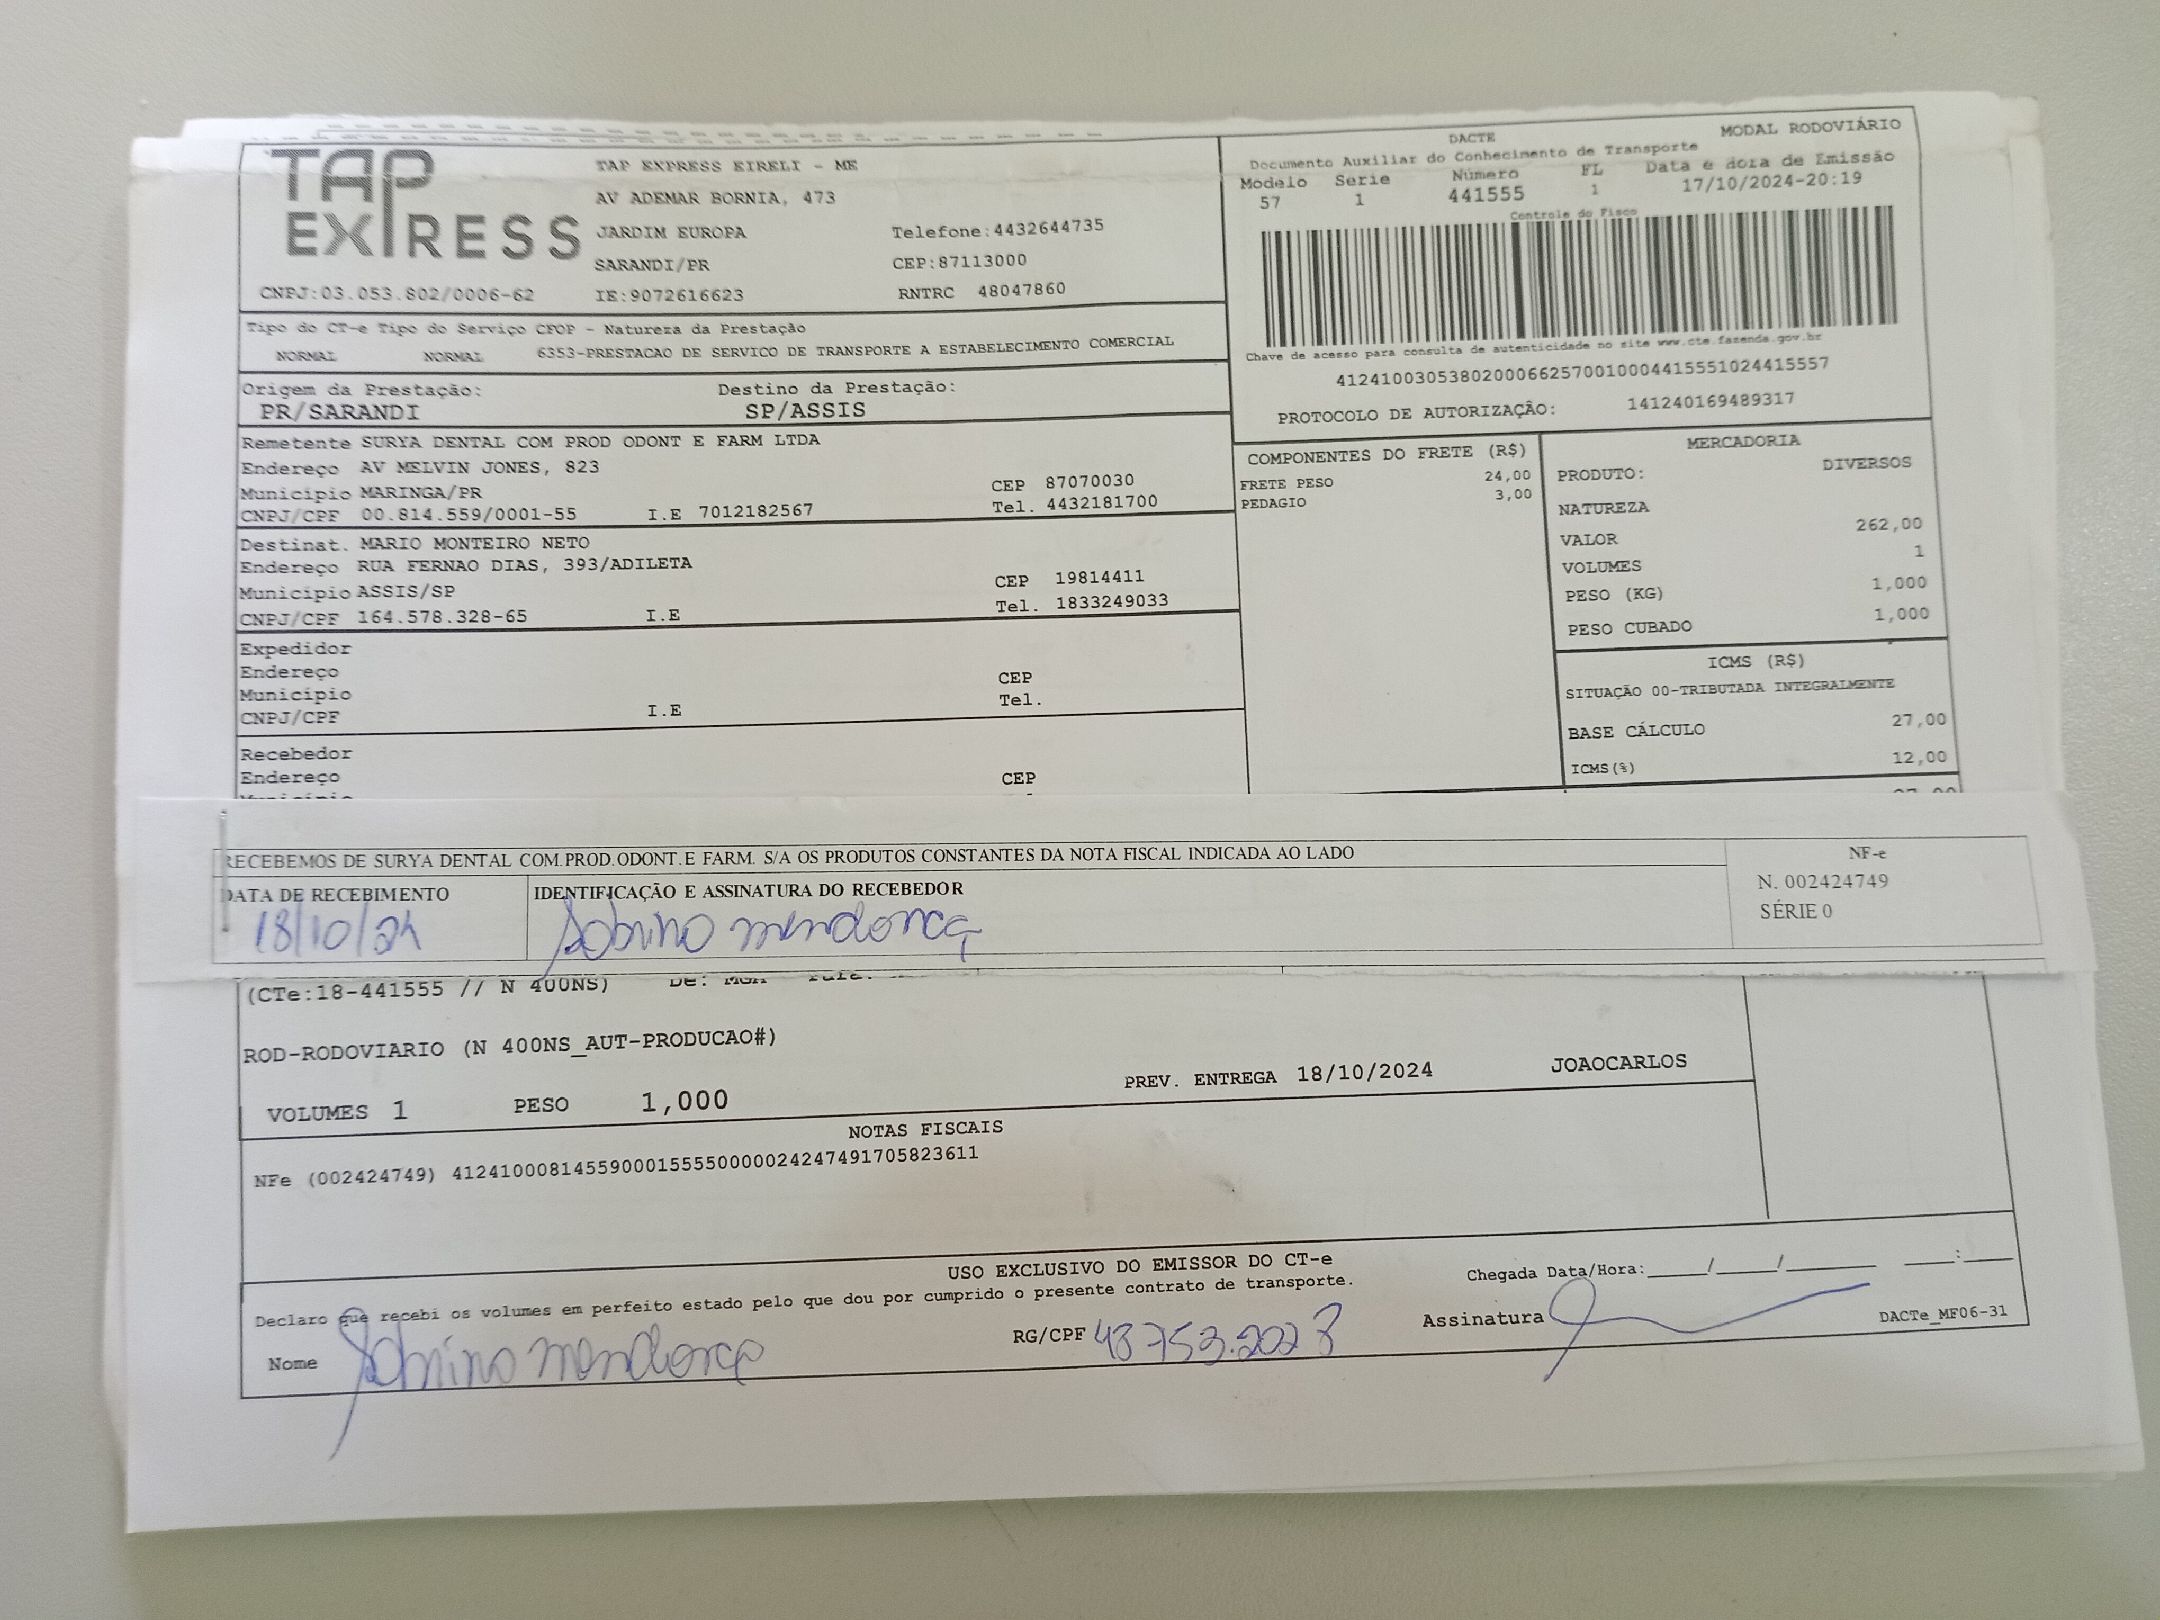 TAP EXPRESS
TAP EXPRESS EIRELI - ME
AV ADEMAR BORNIA, 473
JARDIM EUROPA Telefone:4432644735
SARANDI/PR CEP:87113000
CNPJ:03.053.802/0006-62 IE:9072616623 RNTRC 48047860
DACTE MODAL RODOVIÁRIO
Documento Auxiliar do Conhecimento de Transporte
Modelo Serie Número FL Data e dora de Emissão
57 1 441555 1 17/10/2024-20:19
Controle do Fisco
Chave de acesso para consulta de autenticidade no site www.cte.fazenda.gov.br
41241003053802000662570010004415551024415557
PROTOCOLO DE AUTORIZAÇÃO: 141240169489317
Tipo do CT-e Tipo do Serviço CFOP - Natureza da Prestação
NORMAL NORMAL 6353-PRESTACAO DE SERVICO DE TRANSPORTE A ESTABELECIMENTO COMERCIAL
Origem da Prestação: Destino da Prestação:
PR/SARANDI SP/ASSIS
Remetente SURYA DENTAL COM PROD ODONT E FARM LTDA
Endereço AV MELVIN JONES, 823
Município MARINGA/PR CEP 87070030
CNPJ/CPF 00.814.559/0001-55 I.E 7012182567 Tel. 4432181700
Destinat. MARIO MONTEIRO NETO
Endereço RUA FERNAO DIAS, 393/ADILETA
Município ASSIS/SP CEP 19814411
CNPJ/CPF 164.578.328-65 I.E Tel. 1833249033
Expedidor
Endereço
Município CEP
CNPJ/CPF I.E Tel.
Recebedor
Endereço CEP
Município
COMPONENTES DO FRETE (R$)
FRETE PESO 24,00
PEDAGIO 3,00
MERCADORIA
PRODUTO: DIVERSOS
NATUREZA
VALOR 262,00
VOLUMES 1
PESO (KG) 1,000
PESO CUBADO 1,000
ICMS (R$)
SITUAÇÃO 00-TRIBUTADA INTEGRALMENTE
BASE CÁLCULO 27,00
ICMS(%) 12,00
RECEBEMOS DE SURYA DENTAL COM.PROD.ODONT.E FARM. S/A OS PRODUTOS CONSTANTES DA NOTA FISCAL INDICADA AO LADO
DATA DE RECEBIMENTO IDENTIFICAÇÃO E ASSINATURA DO RECEBEDOR
18/10/24 mendonça
NF-e
N. 002424749
SÉRIE 0
(CTe:18-441555 // N 400NS) De:
ROD-RODOVIARIO (N 400NS_AUT-PRODUCAO#)
PREV. ENTREGA 18/10/2024 JOAOCARLOS
VOLUMES 1 PESO 1,000
NOTAS FISCAIS
NFe (002424749) 41241000814559000155550000024247491705823611
USO EXCLUSIVO DO EMISSOR DO CT-e
Declaro que recebi os volumes em perfeito estado pelo que dou por cumprido o presente contrato de transporte.
Chegada Data/Hora:_____/_____/________ ____:____
Nome mendonça RG/CPF Assinatura
DACTe_MF06-31